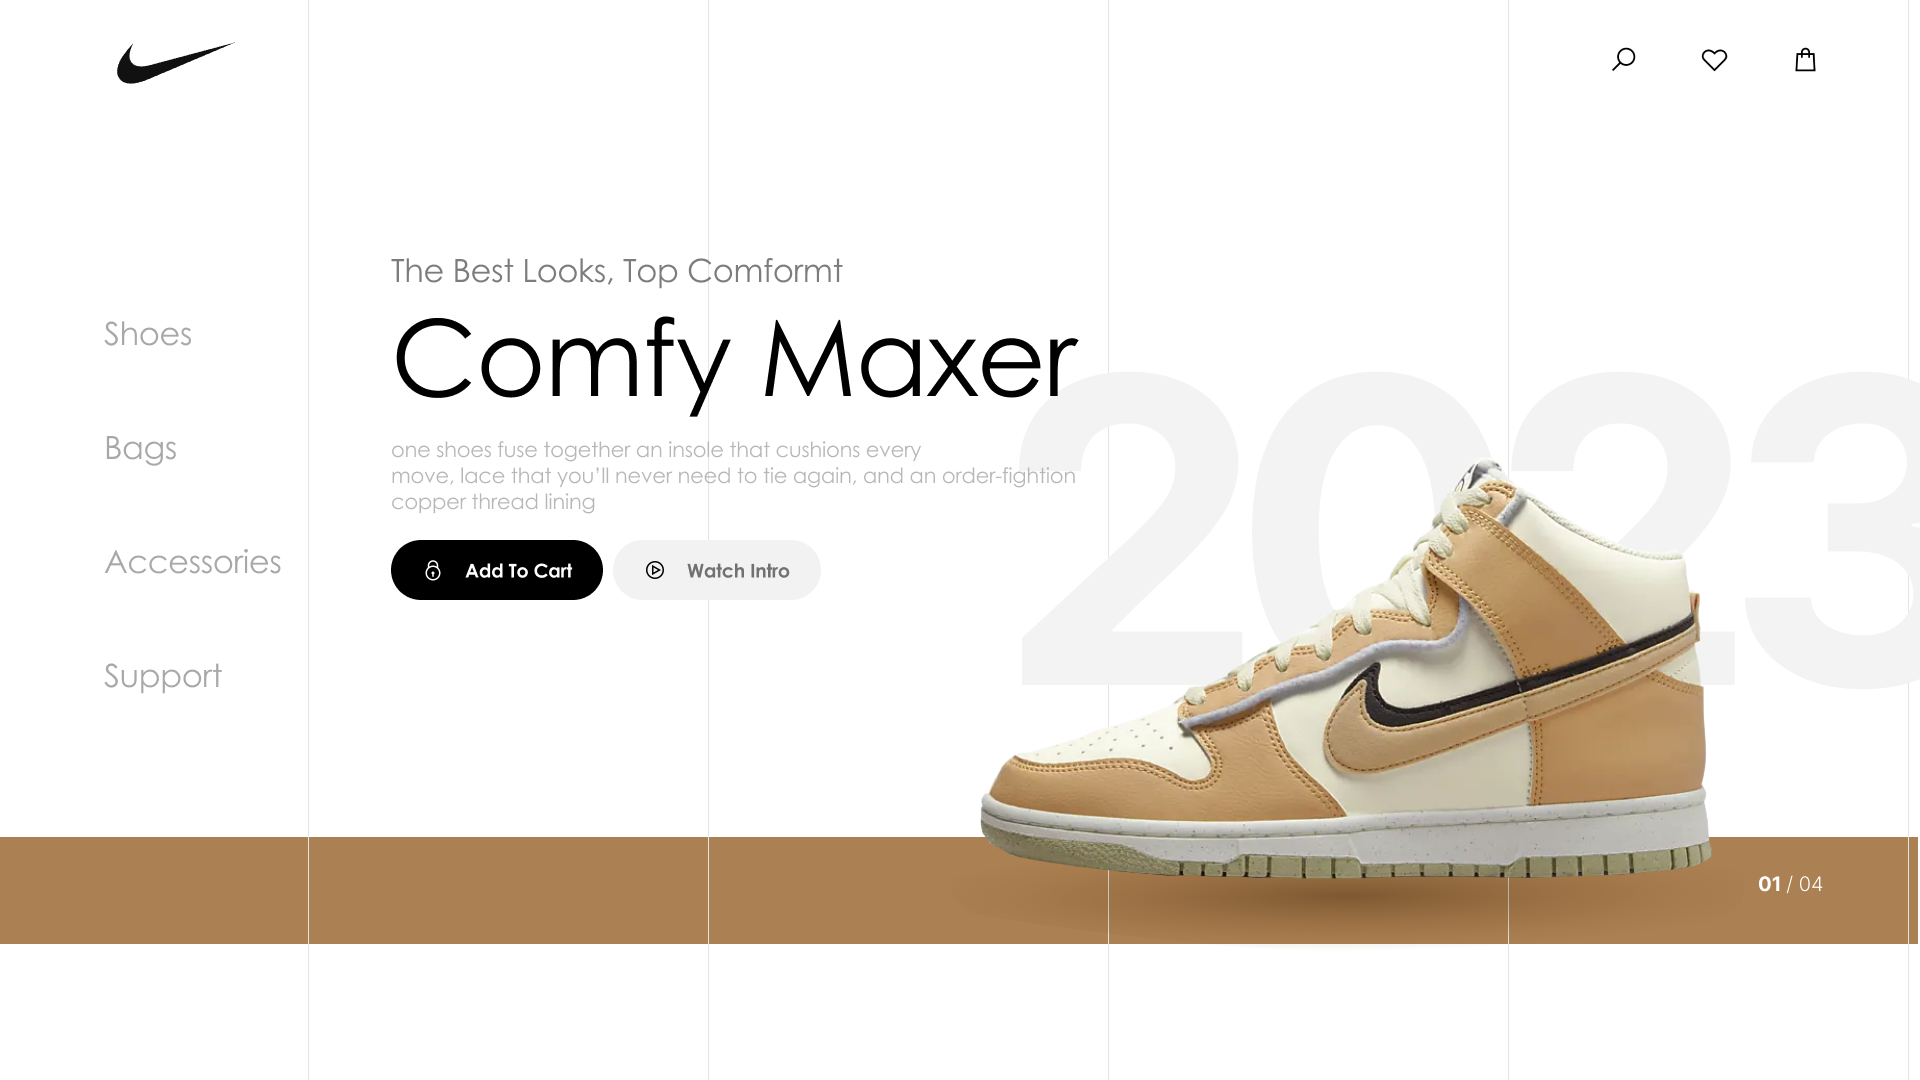 The Best Looks, Top Comformt
Comfy Maxer
2023
Shoes
Bags
Accessories
Support
one shoes fuse together an insole that cushions every
move, lace that you’ll never need to tie again, and an order-fightion
copper thread lining
Add To Cart
Watch Intro
01 / 04